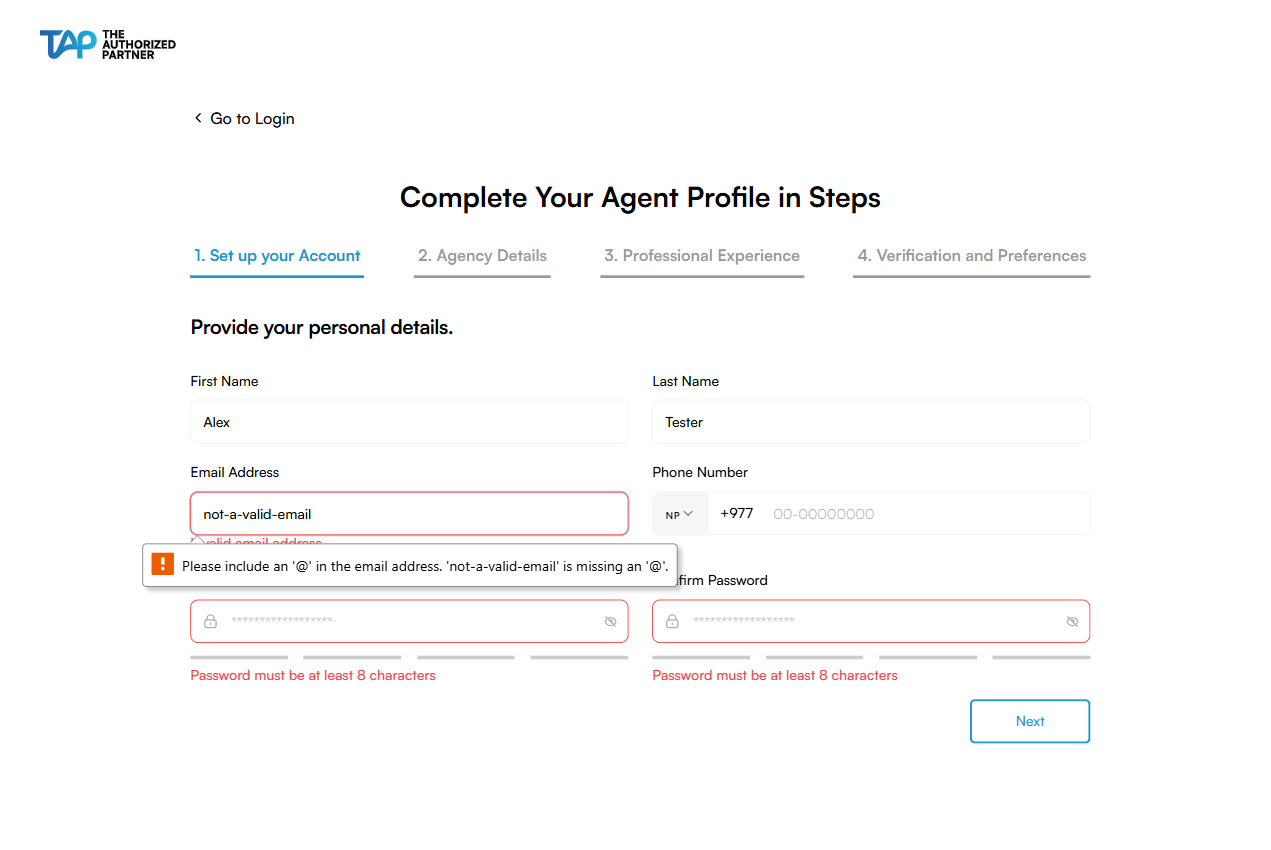 TAP THE
AUTHORIZED
PARTNER
Go to Login
Complete Your Agent Profile in Steps
1. Set up your Account 2. Agency Details 3. Professional Experience 4. Verification and Preferences
Provide your personal details.
First Name Last Name
Alex Tester
Email Address Phone Number
not-a-valid-email NP +977 00-00000000
valid email address
Please include an '@' in the email address. 'not-a-valid-email' is missing an '@'.
Password
****************** ******************
Password must be at least 8 characters Password must be at least 8 characters
Next